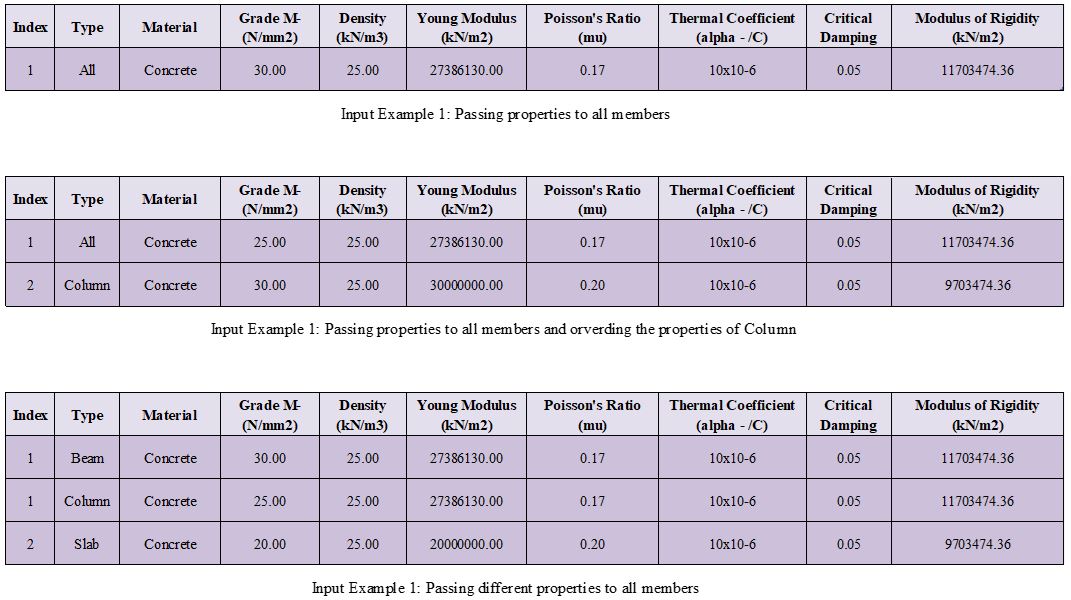 Index Type Material Grade M- (N/mm2) Density (kN/m3) Young Modulus (kN/m2) Poisson's Ratio (mu) Thermal Coefficient (alpha - /C) Critical Damping Modulus of Rigidity (kN/m2)
1 All Concrete 30.00 25.00 27386130.00 0.17 10x10-6 0.05 11703474.36
Input Example 1: Passing properties to all members
Index Type Material Grade M- (N/mm2) Density (kN/m3) Young Modulus (kN/m2) Poisson's Ratio (mu) Thermal Coefficient (alpha - /C) Critical Damping Modulus of Rigidity (kN/m2)
1 All Concrete 25.00 25.00 27386130.00 0.17 10x10-6 0.05 11703474.36
2 Column Concrete 30.00 25.00 30000000.00 0.20 10x10-6 0.05 9703474.36
Input Example 1: Passing properties to all members and orverding the properties of Column
Index Type Material Grade M- (N/mm2) Density (kN/m3) Young Modulus (kN/m2) Poisson's Ratio (mu) Thermal Coefficient (alpha - /C) Critical Damping Modulus of Rigidity (kN/m2)
1 Beam Concrete 30.00 25.00 27386130.00 0.17 10x10-6 0.05 11703474.36
1 Column Concrete 25.00 25.00 27386130.00 0.17 10x10-6 0.05 11703474.36
2 Slab Concrete 20.00 25.00 20000000.00 0.20 10x10-6 0.05 9703474.36
Input Example 1: Passing different properties to all members